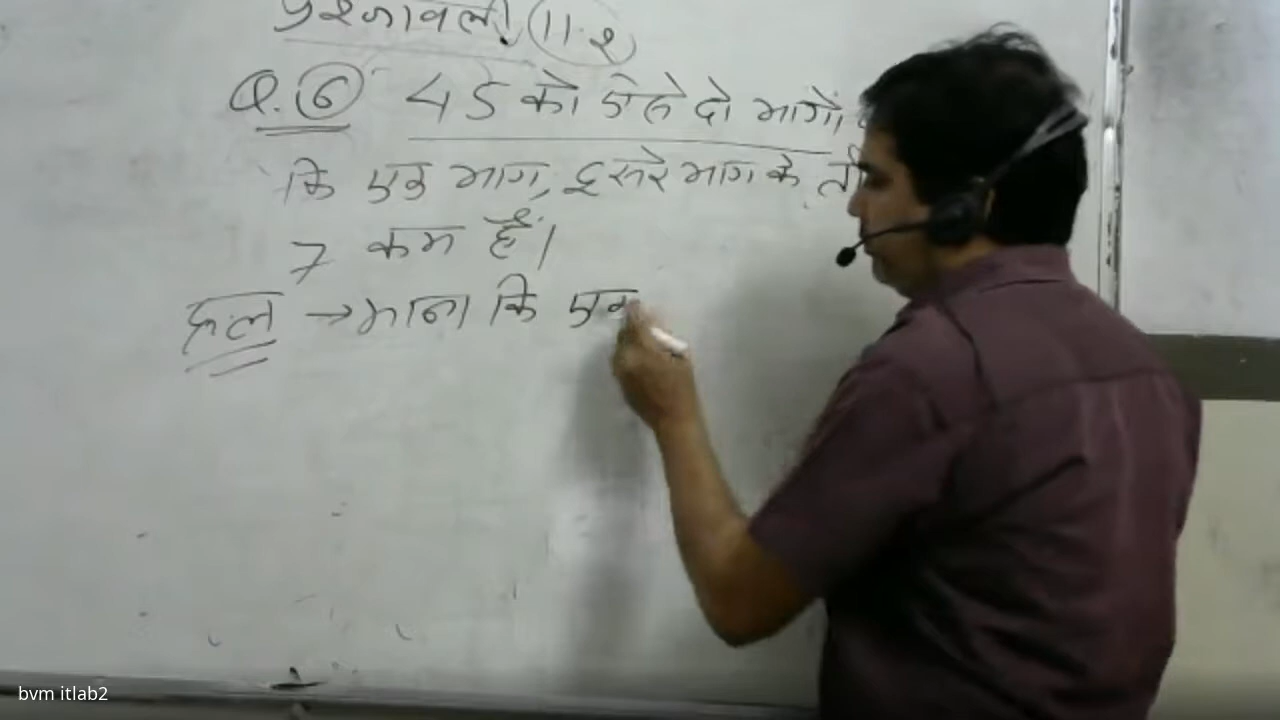 प्रश्नावली (11.2)
Q.6 45 को ऐसे दो भागों
कि एक भाग, दूसरे भाग के
7 कम है।
हल → माना कि एक
bvm itlab2